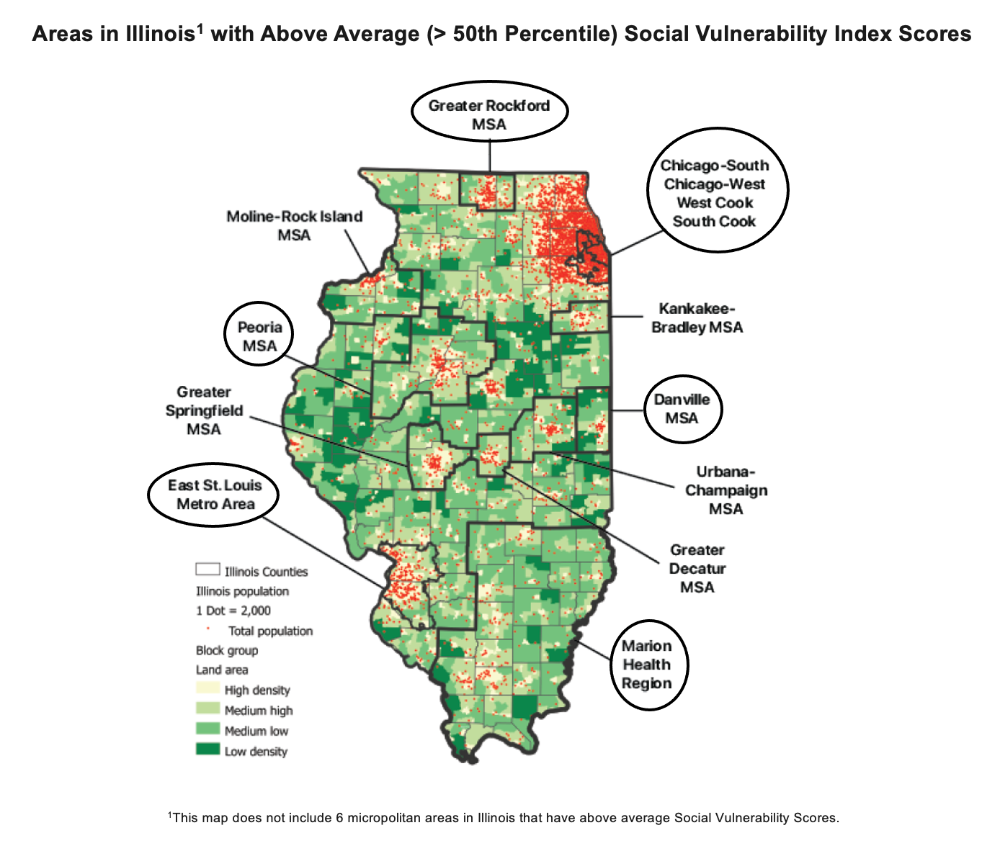 Areas in Illinois¹ with Above Average (> 50th Percentile) Social Vulnerability Index Scores
Greater Rockford
MSA
Chicago-South
Chicago-West
West Cook
South Cook
Moline-Rock Island
MSA
Kankakee-
Bradley MSA
Peoria
MSA
Greater
Springfield
MSA
Danville
MSA
Urbana-
Champaign
MSA
East St. Louis
Metro Area
Greater
Decatur
MSA
Marion
Health
Region
Illinois Counties
Illinois population
1 Dot = 2,000
Total population
Block group
Land area
High density
Medium high
Medium low
Low density
¹This map does not include 6 micropolitan areas in Illinois that have above average Social Vulnerability Scores.